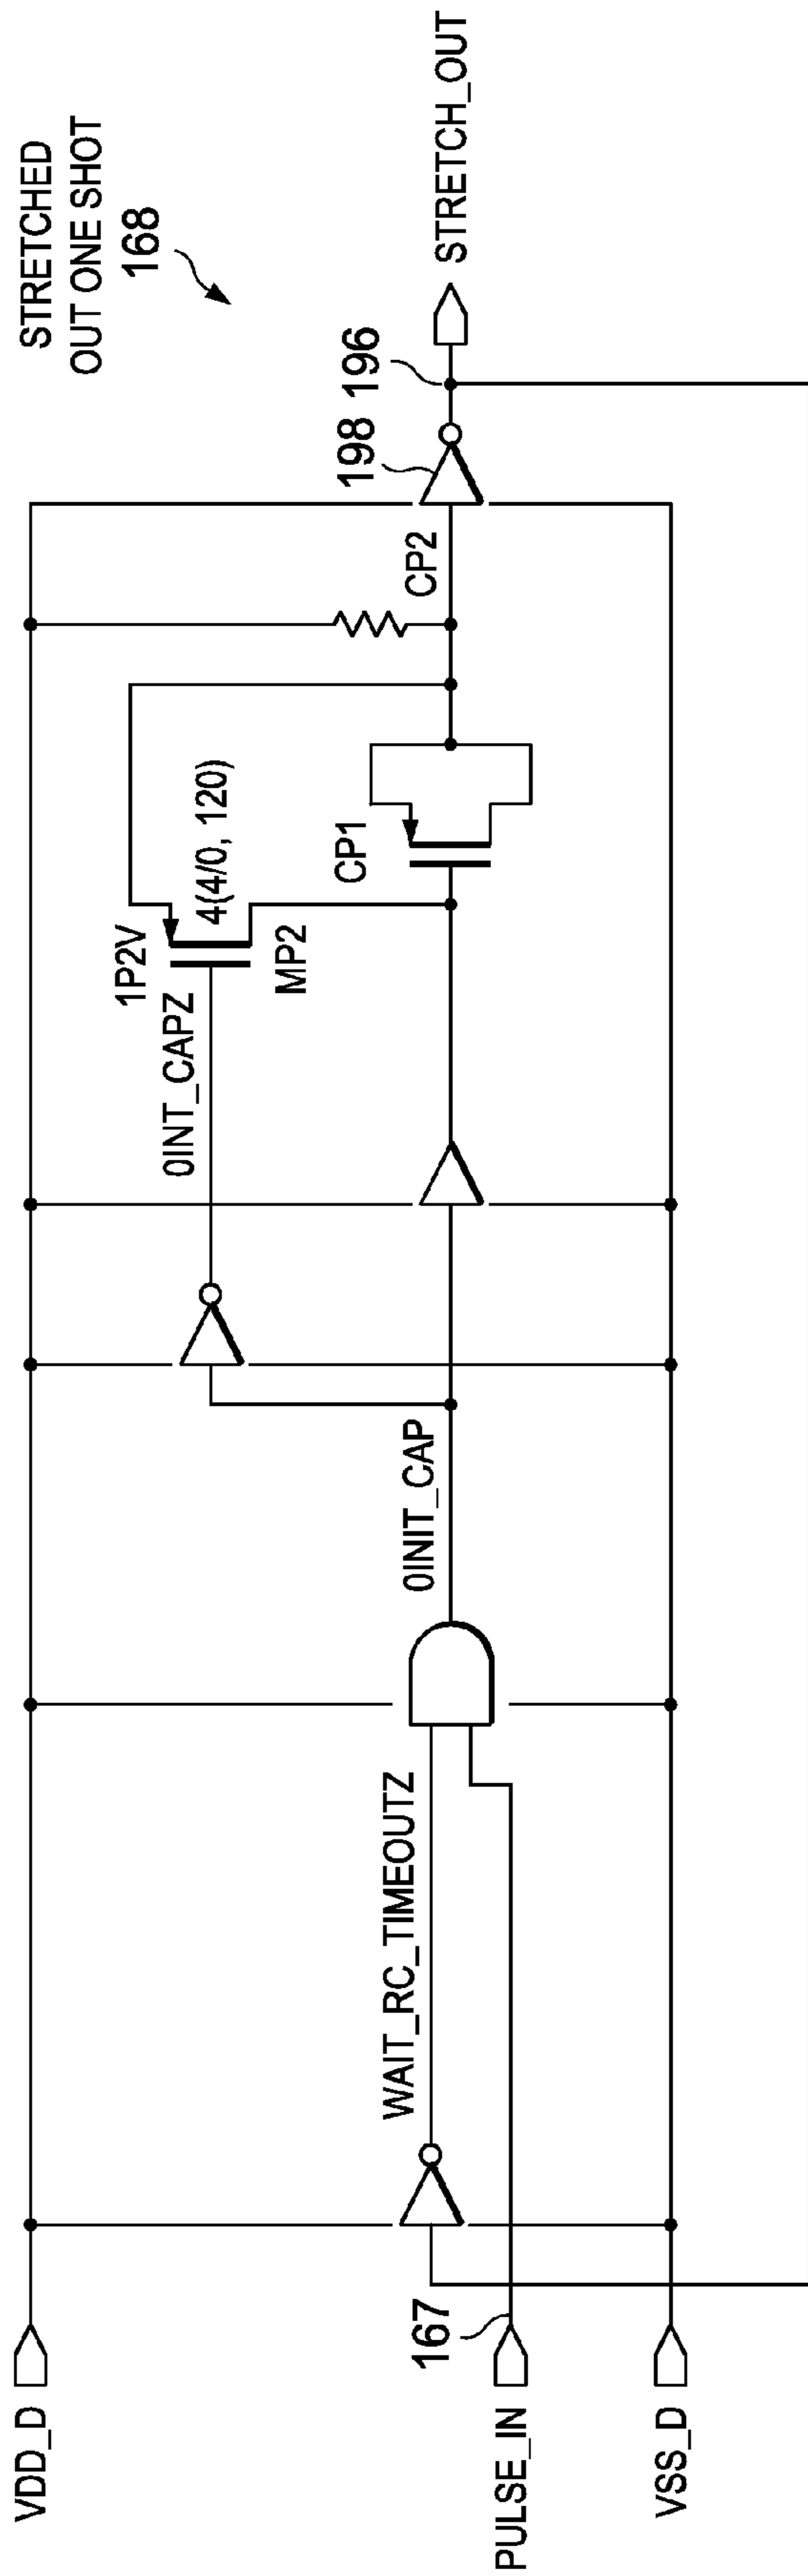 STRETCHED
OUT ONE SHOT
168
VDD_D
PULSE_IN
167
VSS_D
WAIT_RC_TIMEOUTZ
0INIT_CAP
0INT_CAPZ
1P2V
4(4/0, 120)
MP2
CP1
CP2
198
196
STRETCH_OUT